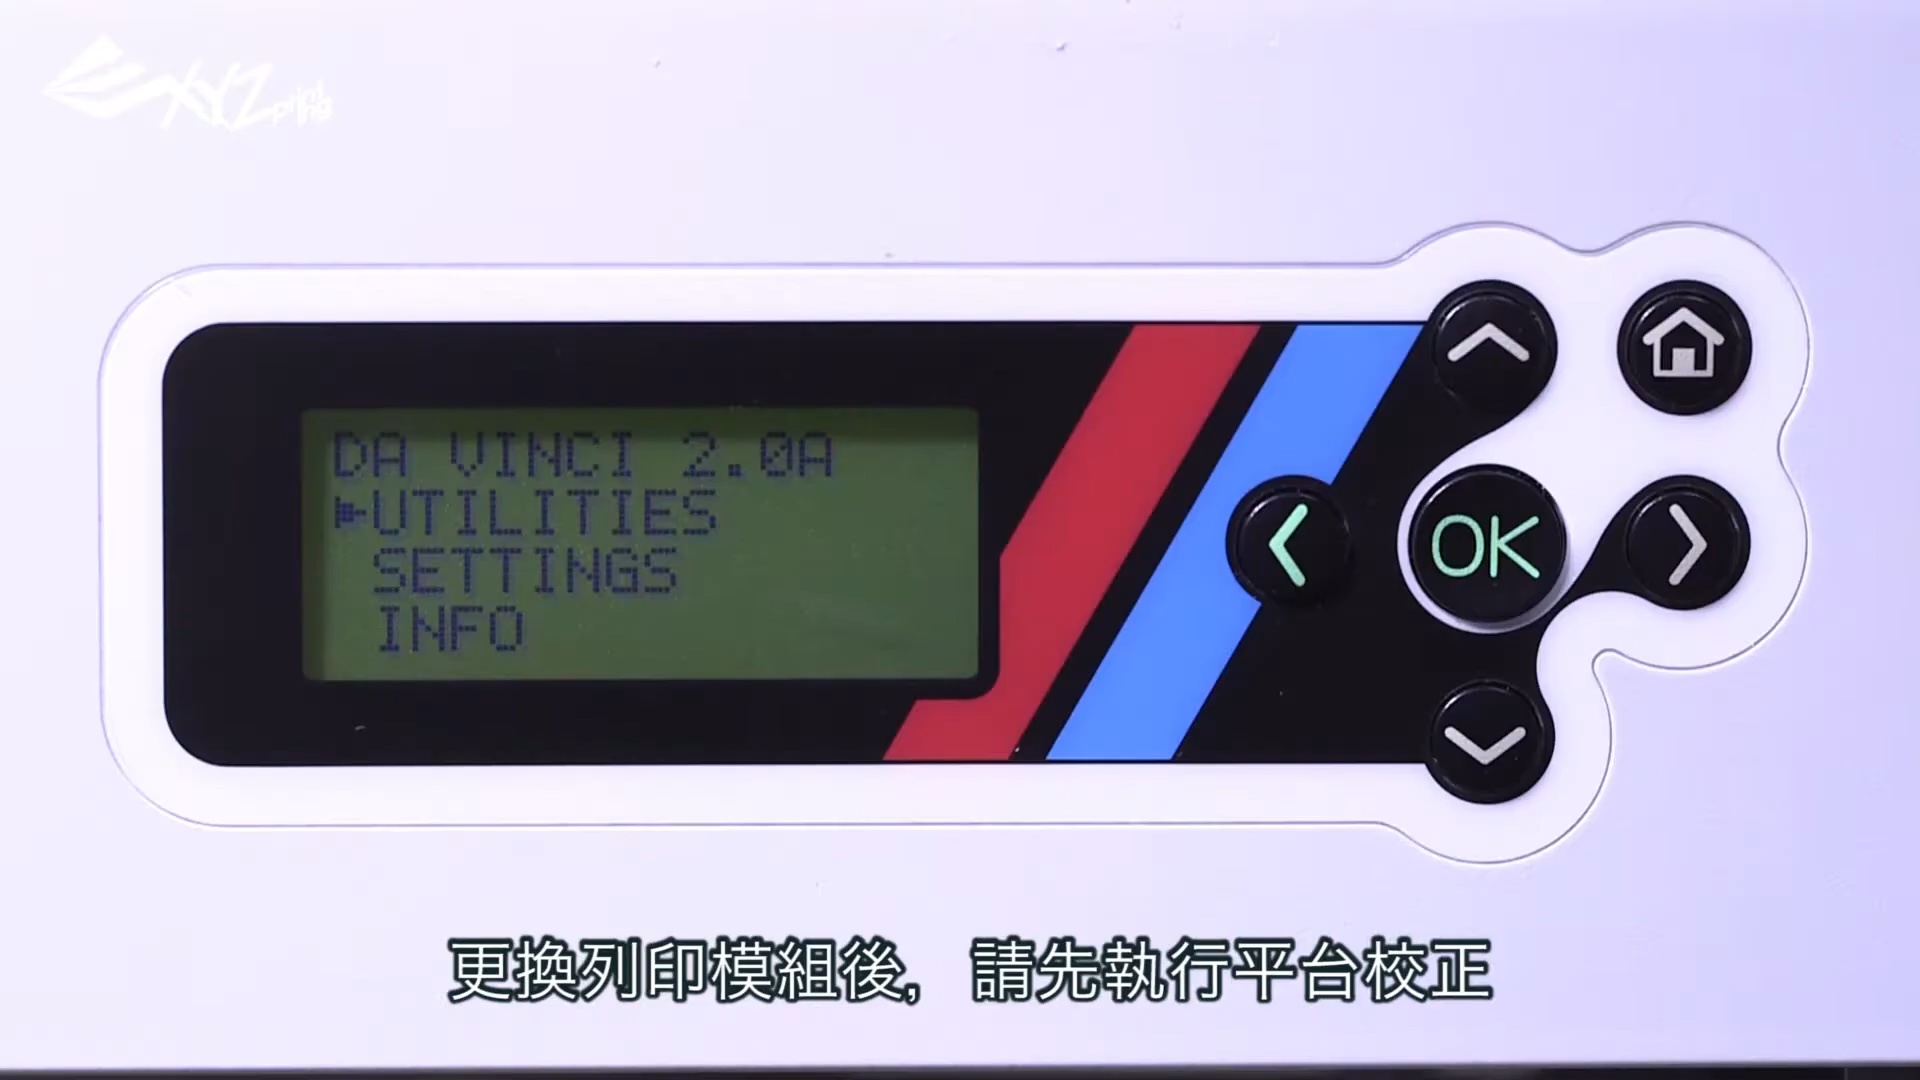 XYZprinting
DA VINCI 2.0A
UTILITIES
SETTINGS
INFO
OK
更換列印模組後，請先執行平台校正